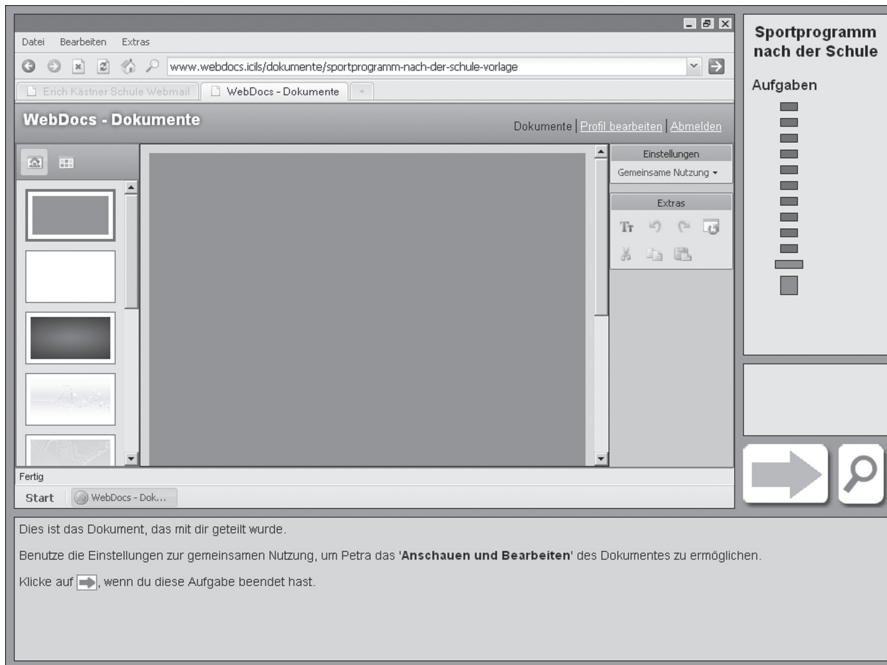 Datei Bearbeiten Extras
www.webdocs.icils/dokumente/sportprogramm-nach-der-schule-vorlage
Erich Kästner Schule Webmail WebDocs - Dokumente +
WebDocs - Dokumente
Dokumente | Profil bearbeiten | Abmelden
Einstellungen
Gemeinsame Nutzung
Extras
Tт
Fertig
Start WebDocs - Dok...
Sportprogramm
nach der Schule
Aufgaben
Dies ist das Dokument, das mit dir geteilt wurde.
Benutze die Einstellungen zur gemeinsamen Nutzung, um Petra das 'Anschauen und Bearbeiten' des Dokumentes zu ermöglichen.
Klicke auf , wenn du diese Aufgabe beendet hast.